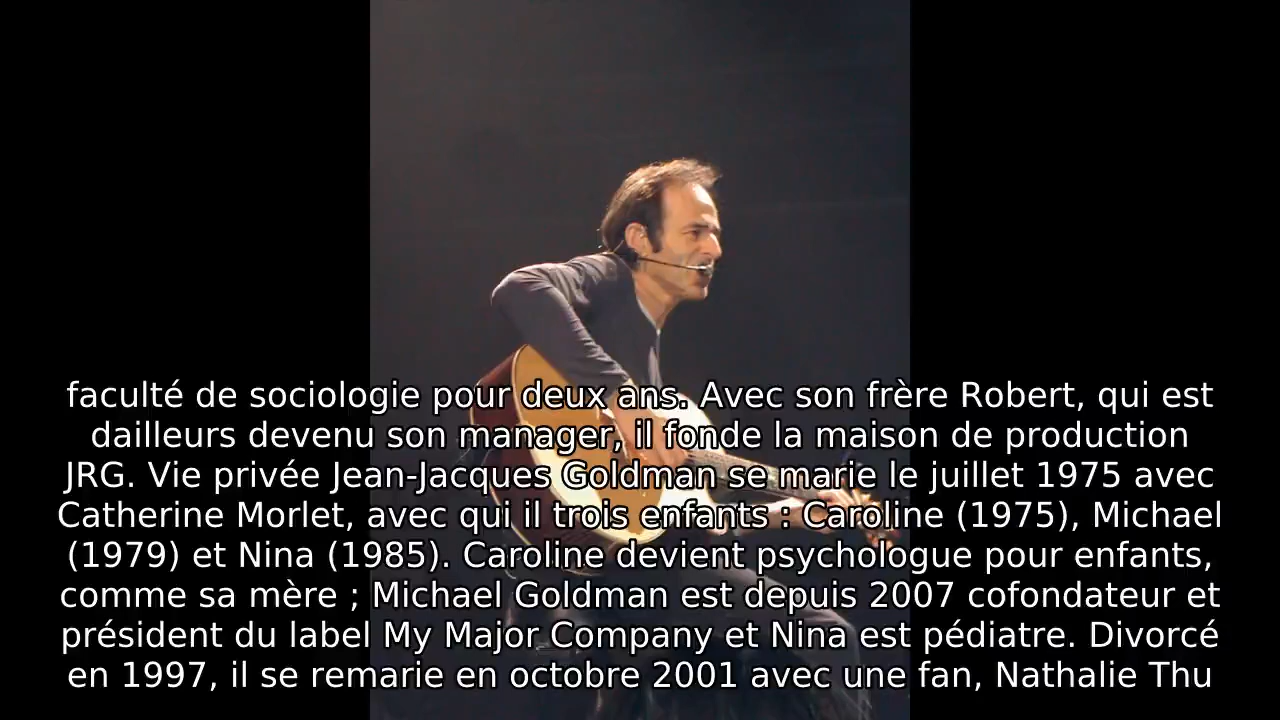 faculté de sociologie pour deux ans. Avec son frère Robert, qui est
dailleurs devenu son manager, il fonde la maison de production
JRG. Vie privée Jean-Jacques Goldman se marie le juillet 1975 avec
Catherine Morlet, avec qui il trois enfants : Caroline (1975), Michael
(1979) et Nina (1985). Caroline devient psychologue pour enfants,
comme sa mère ; Michael Goldman est depuis 2007 cofondateur et
président du label My Major Company et Nina est pédiatre. Divorcé
en 1997, il se remarie en octobre 2001 avec une fan, Nathalie Thu